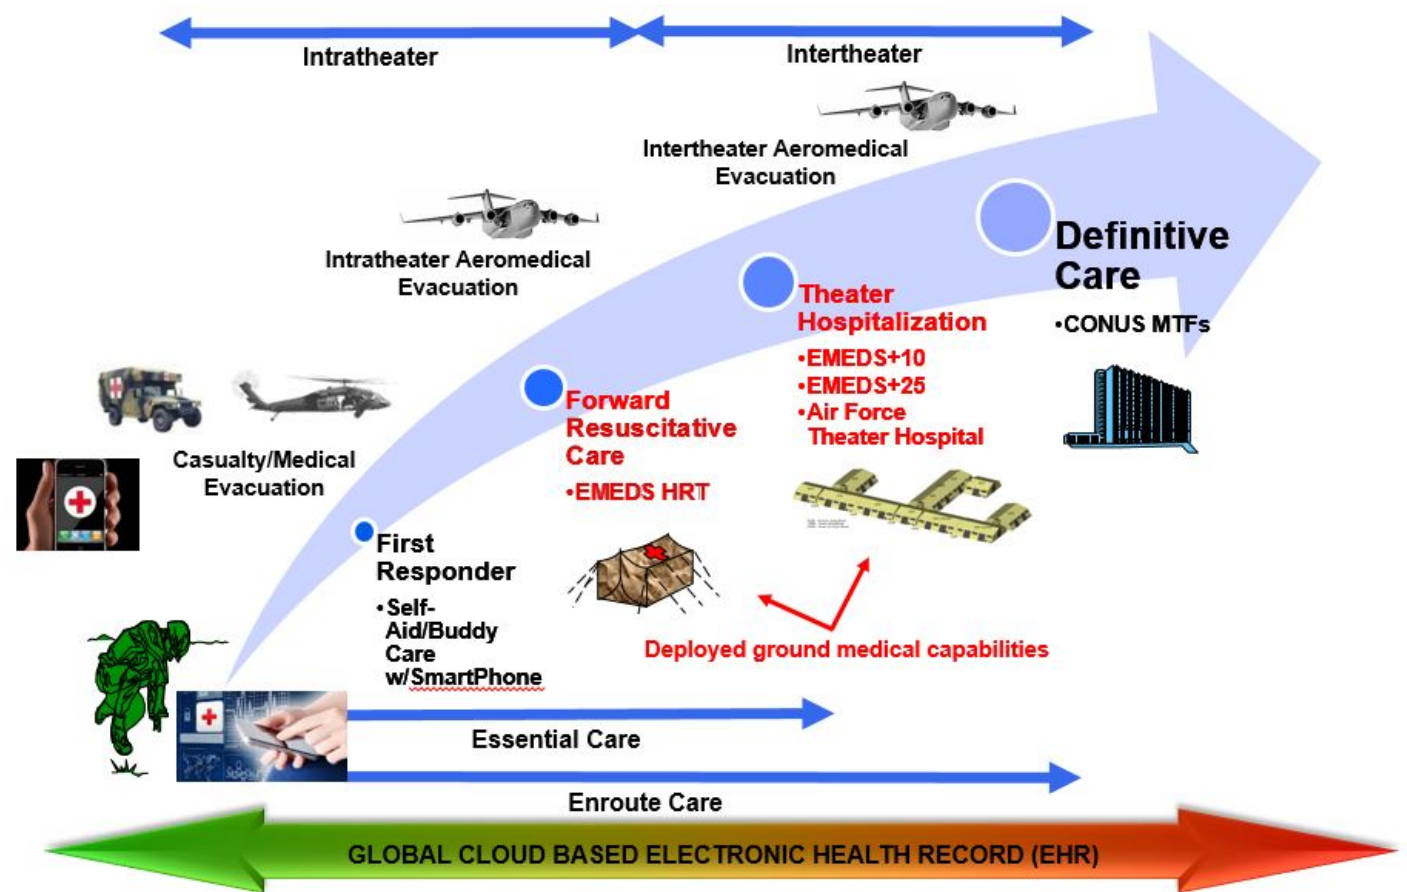 Intratheater
Intertheater
Intertheater Aeromedical
Evacuation
Intratheater Aeromedical
Evacuation
Definitive
Care
•CONUS MTFs
Theater
Hospitalization
•EMEDS+10
•EMEDS+25
•Air Force
Theater Hospital
Forward
Resuscitative
Care
•EMEDS HRT
Casualty/Medical
Evacuation
First
Responder
•Self-
Aid/Buddy
Care
w/SmartPhone
Deployed ground medical capabilities
Essential Care
Enroute Care
GLOBAL CLOUD BASED ELECTRONIC HEALTH RECORD (EHR)